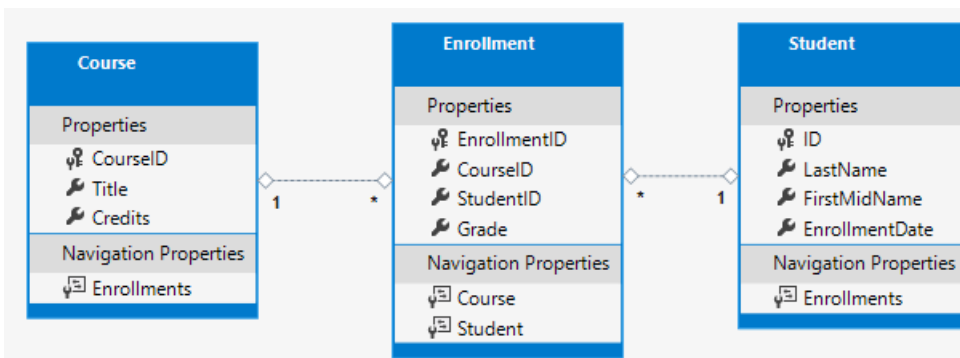 Course
Properties
CourseID
Title
Credits
Navigation Properties
Enrollments
1
*
Enrollment
Properties
EnrollmentID
CourseID
StudentID
Grade
Navigation Properties
Course
Student
*
1
Student
Properties
ID
LastName
FirstMidName
EnrollmentDate
Navigation Properties
Enrollments